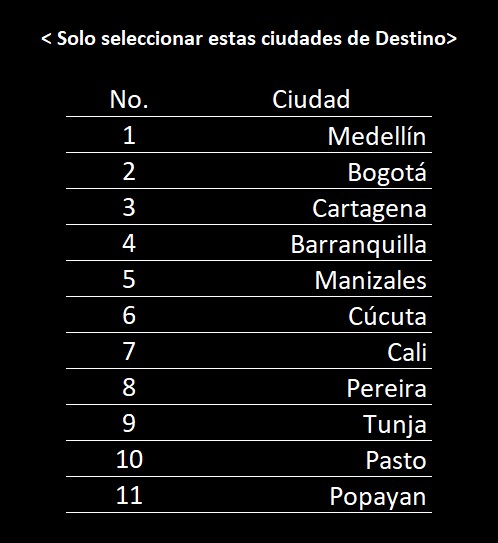 < Solo seleccionar estas ciudades de Destino>
No. Ciudad
1 Medellín
2 Bogotá
3 Cartagena
4 Barranquilla
5 Manizales
6 Cúcuta
7 Cali
8 Pereira
9 Tunja
10 Pasto
11 Popayan